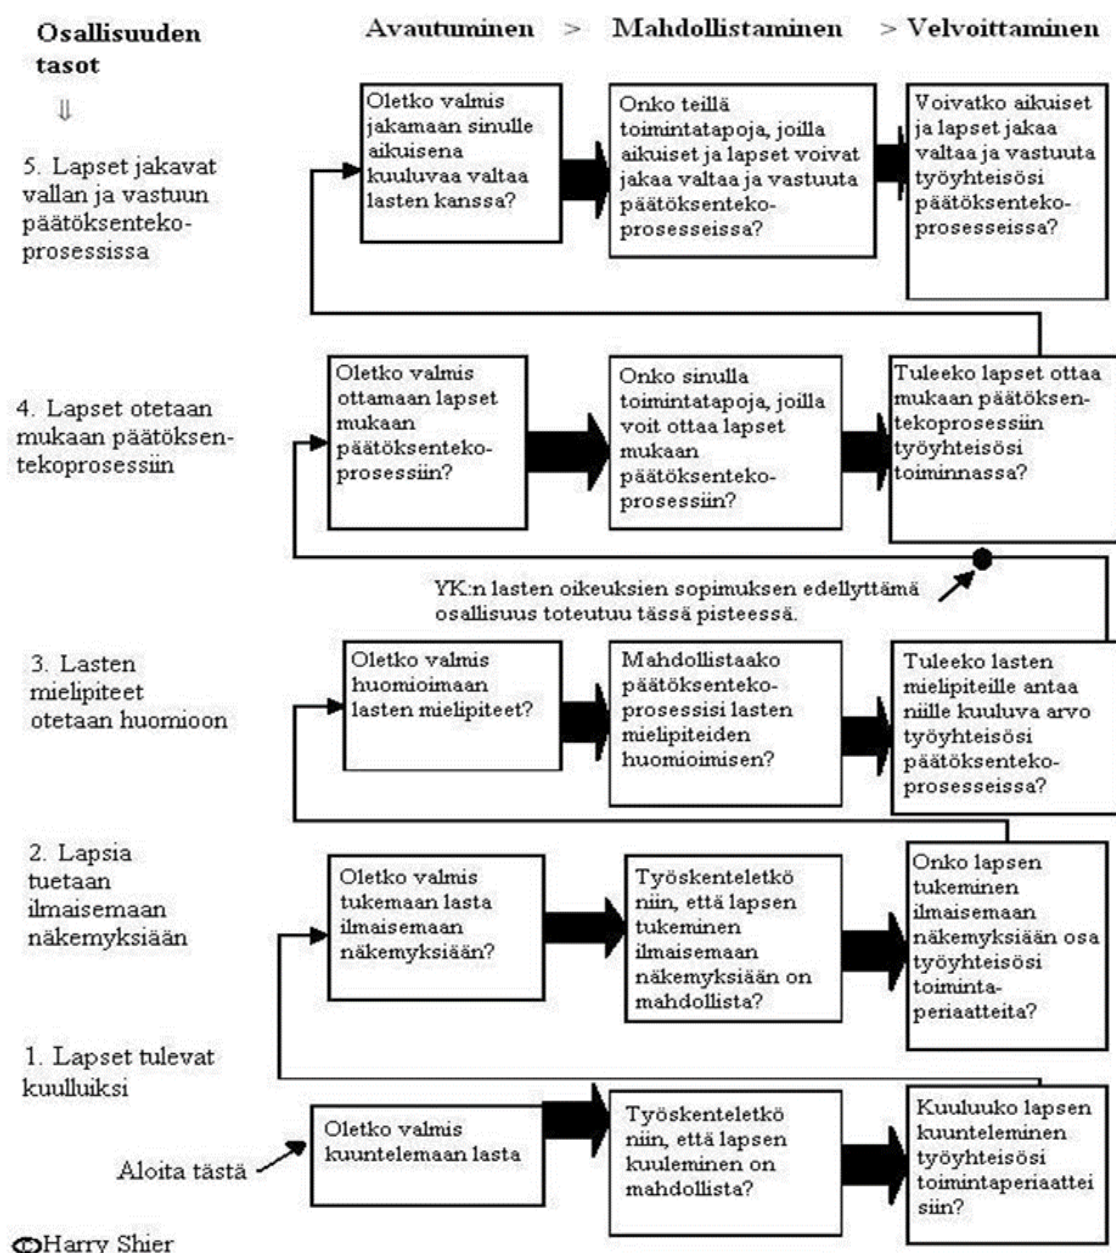 Osallisuuden
tasot
⇓
Avautuminen > Mahdollistaminen > Velvoittaminen
5. Lapset jakavat
vallan ja vastuun
päätöksenteko-
prosessissa
Oletko valmis
jakamaan sinulle
aikuisena
kuuluvaa valtaa
lasten kanssa?
Onko teillä
toimintatapoja, joilla
aikuiset ja lapset voivat
jakaa valtaa ja vastuuta
päätöksenteko-
prosesseissa?
Voivatko aikuiset
ja lapset jakaa
valtaa ja vastuuta
työyhteisösi
päätöksenteko-
prosesseissa?
4. Lapset otetaan
mukaan päätöksen-
tekoprosessiin
Oletko valmis
ottamaan lapset
mukaan
päätöksenteko-
prosessiin?
Onko sinulla
toimintatapoja, joilla
voit ottaa lapset
mukaan
päätöksenteko-
prosessiin?
Tuleeko lapset ottaa
mukaan päätöksen-
tekoprosessiin
työyhteisösi
toiminnassa?
YK:n lasten oikeuksien sopimuksen edellyttämä
osallisuus toteutuu tässä pisteessä.
3. Lasten
mielipiteet
otetaan huomioon
Oletko valmis
huomioimaan
lasten mielipiteet?
Mahdollistaako
päätöksenteko-
prosessisi lasten
mielipiteiden
huomioimisen?
Tuleeko lasten
mielipiteille antaa
niille kuuluva arvo
työyhteisösi
päätöksenteko-
prosesseissa?
2. Lapsia
tuetaan
ilmaisemaan
näkemyksiään
Oletko valmis
tukemaan lasta
ilmaisemaan
näkemyksiään?
Työskenteletkö
niin, että lapsen
tukeminen
ilmaisemaan
näkemyksiään on
mahdollista?
Onko lapsen
tukeminen
ilmaisemaan
näkemyksiään osa
työyhteisösi
toiminta-
periaatteita?
1. Lapset tulevat
kuulluiksi
Aloita tästä
Oletko valmis
kuuntelemaan lasta
Työskenteletkö
niin, että lapsen
kuuleminen on
mahdollista?
Kuuluuko lapsen
kuunteleminen
työyhteisösi
toimintaperiaattei
siin?
©Harry Shier